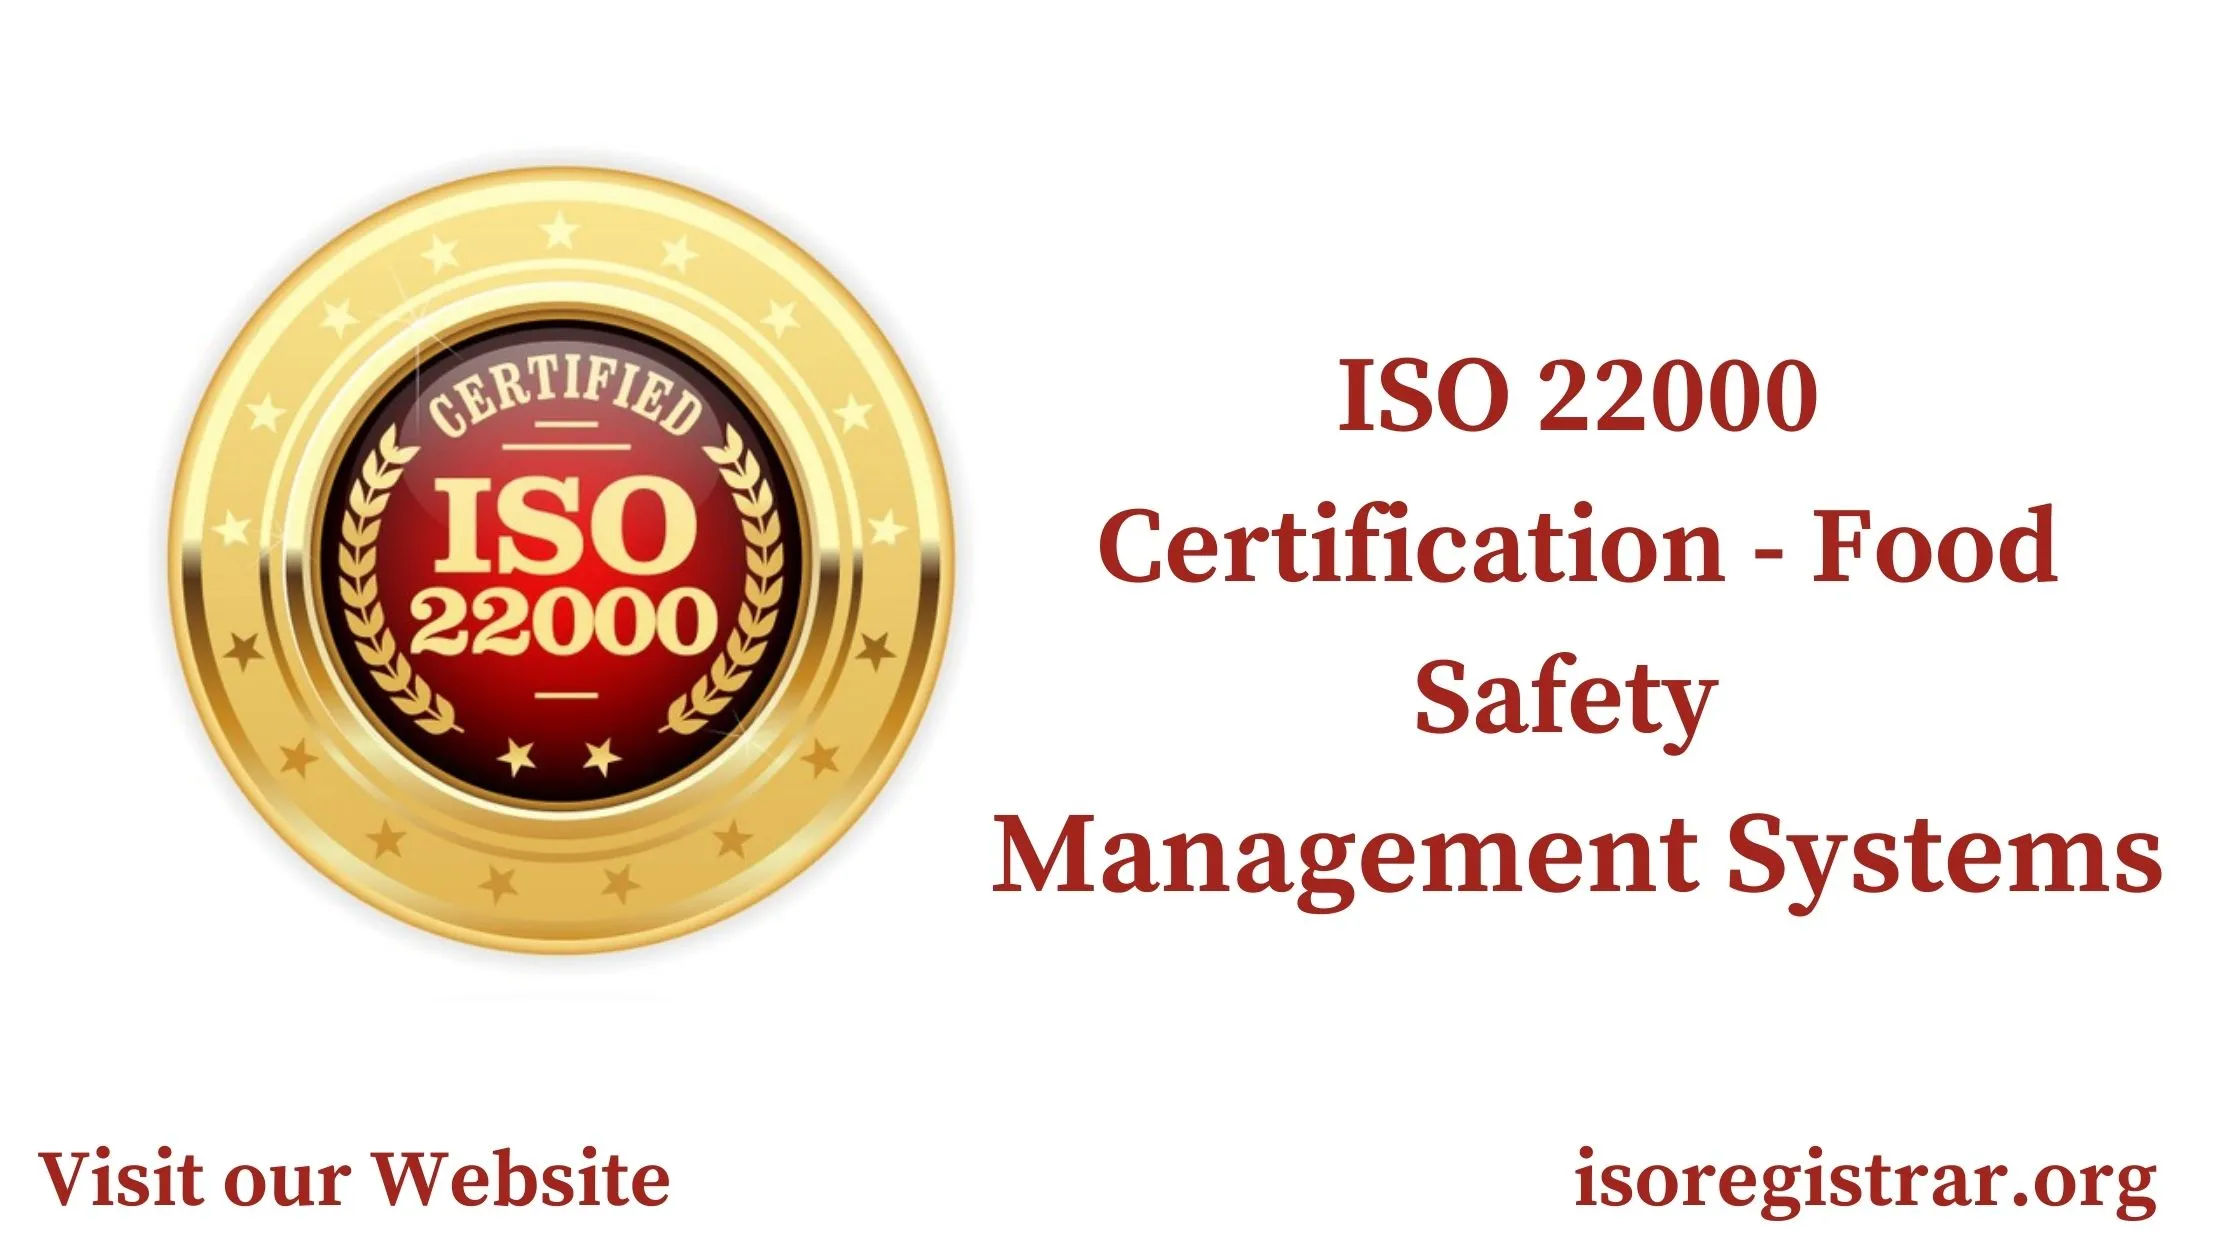 CERTIFIED
ISO
22000
ISO 22000
Certification - Food
Safety
Management Systems
Visit our Website
isoregistrar.org